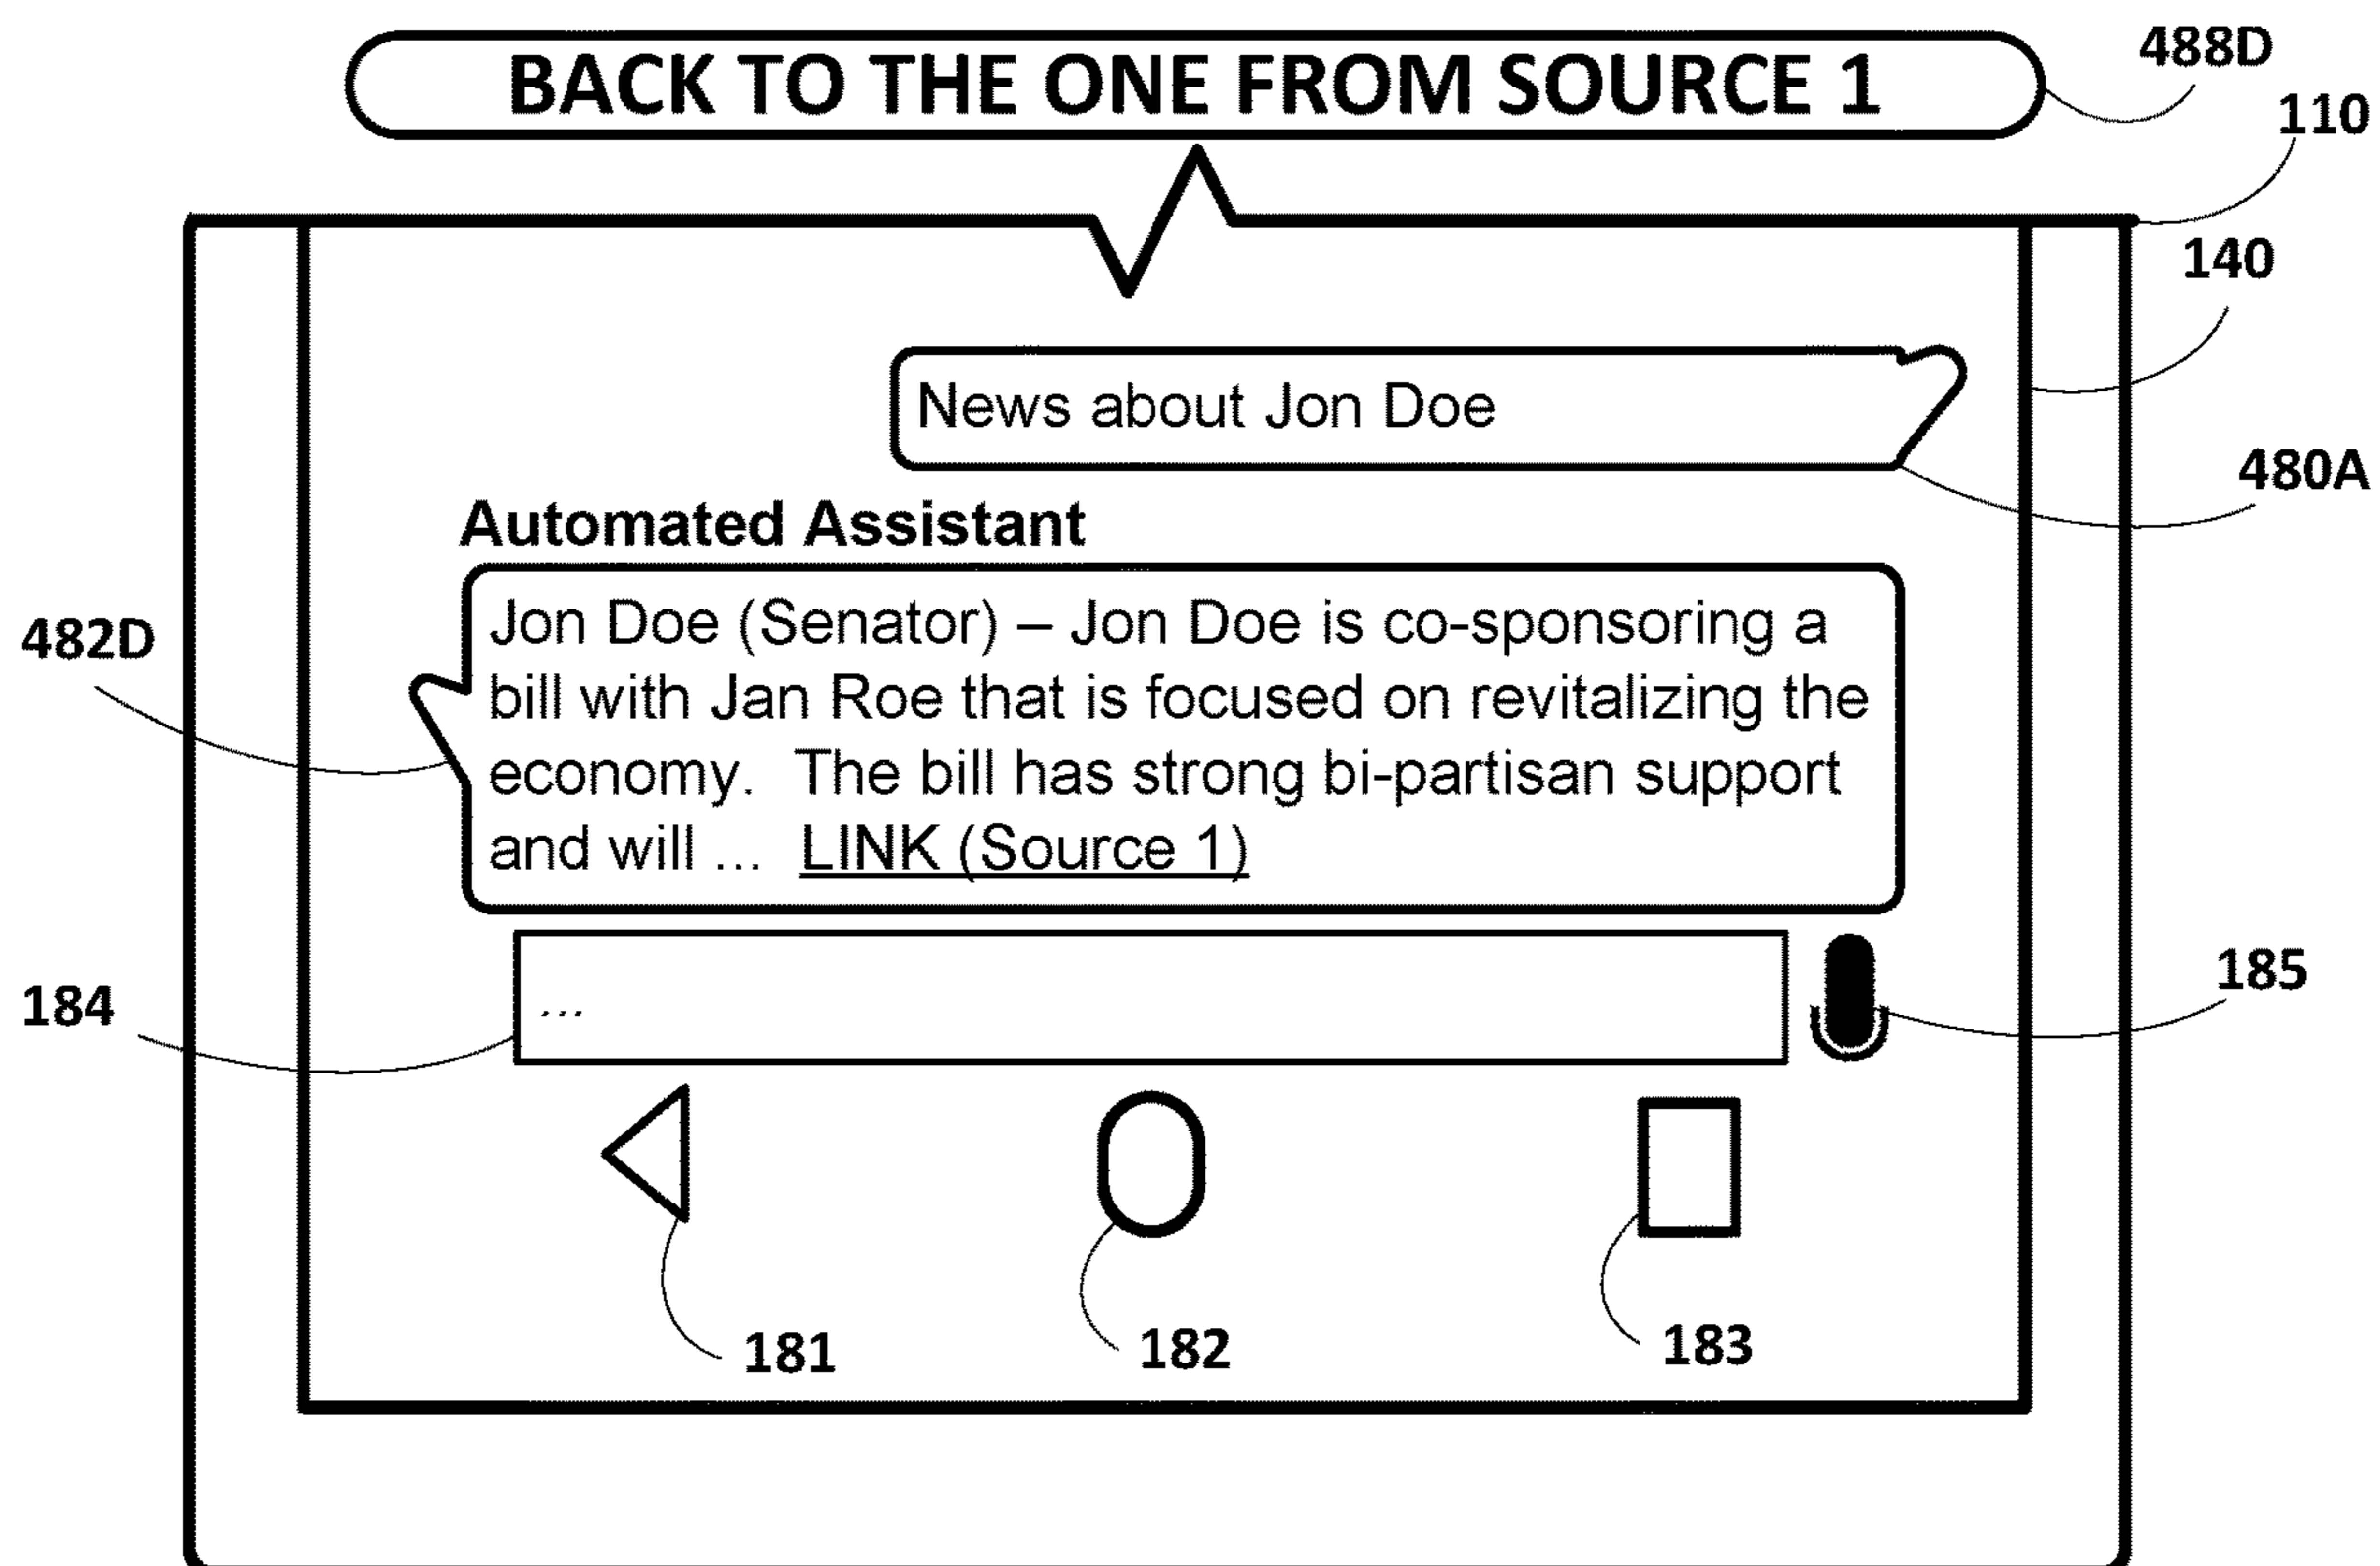 BACK TO THE ONE FROM SOURCE 1
488D
110
140
News about Jon Doe
480A
Automated Assistant
482D
Jon Doe (Senator) – Jon Doe is co-sponsoring a
bill with Jan Roe that is focused on revitalizing the
economy.  The bill has strong bi-partisan support
and will ...  LINK (Source 1)
184
...
185
181
182
183